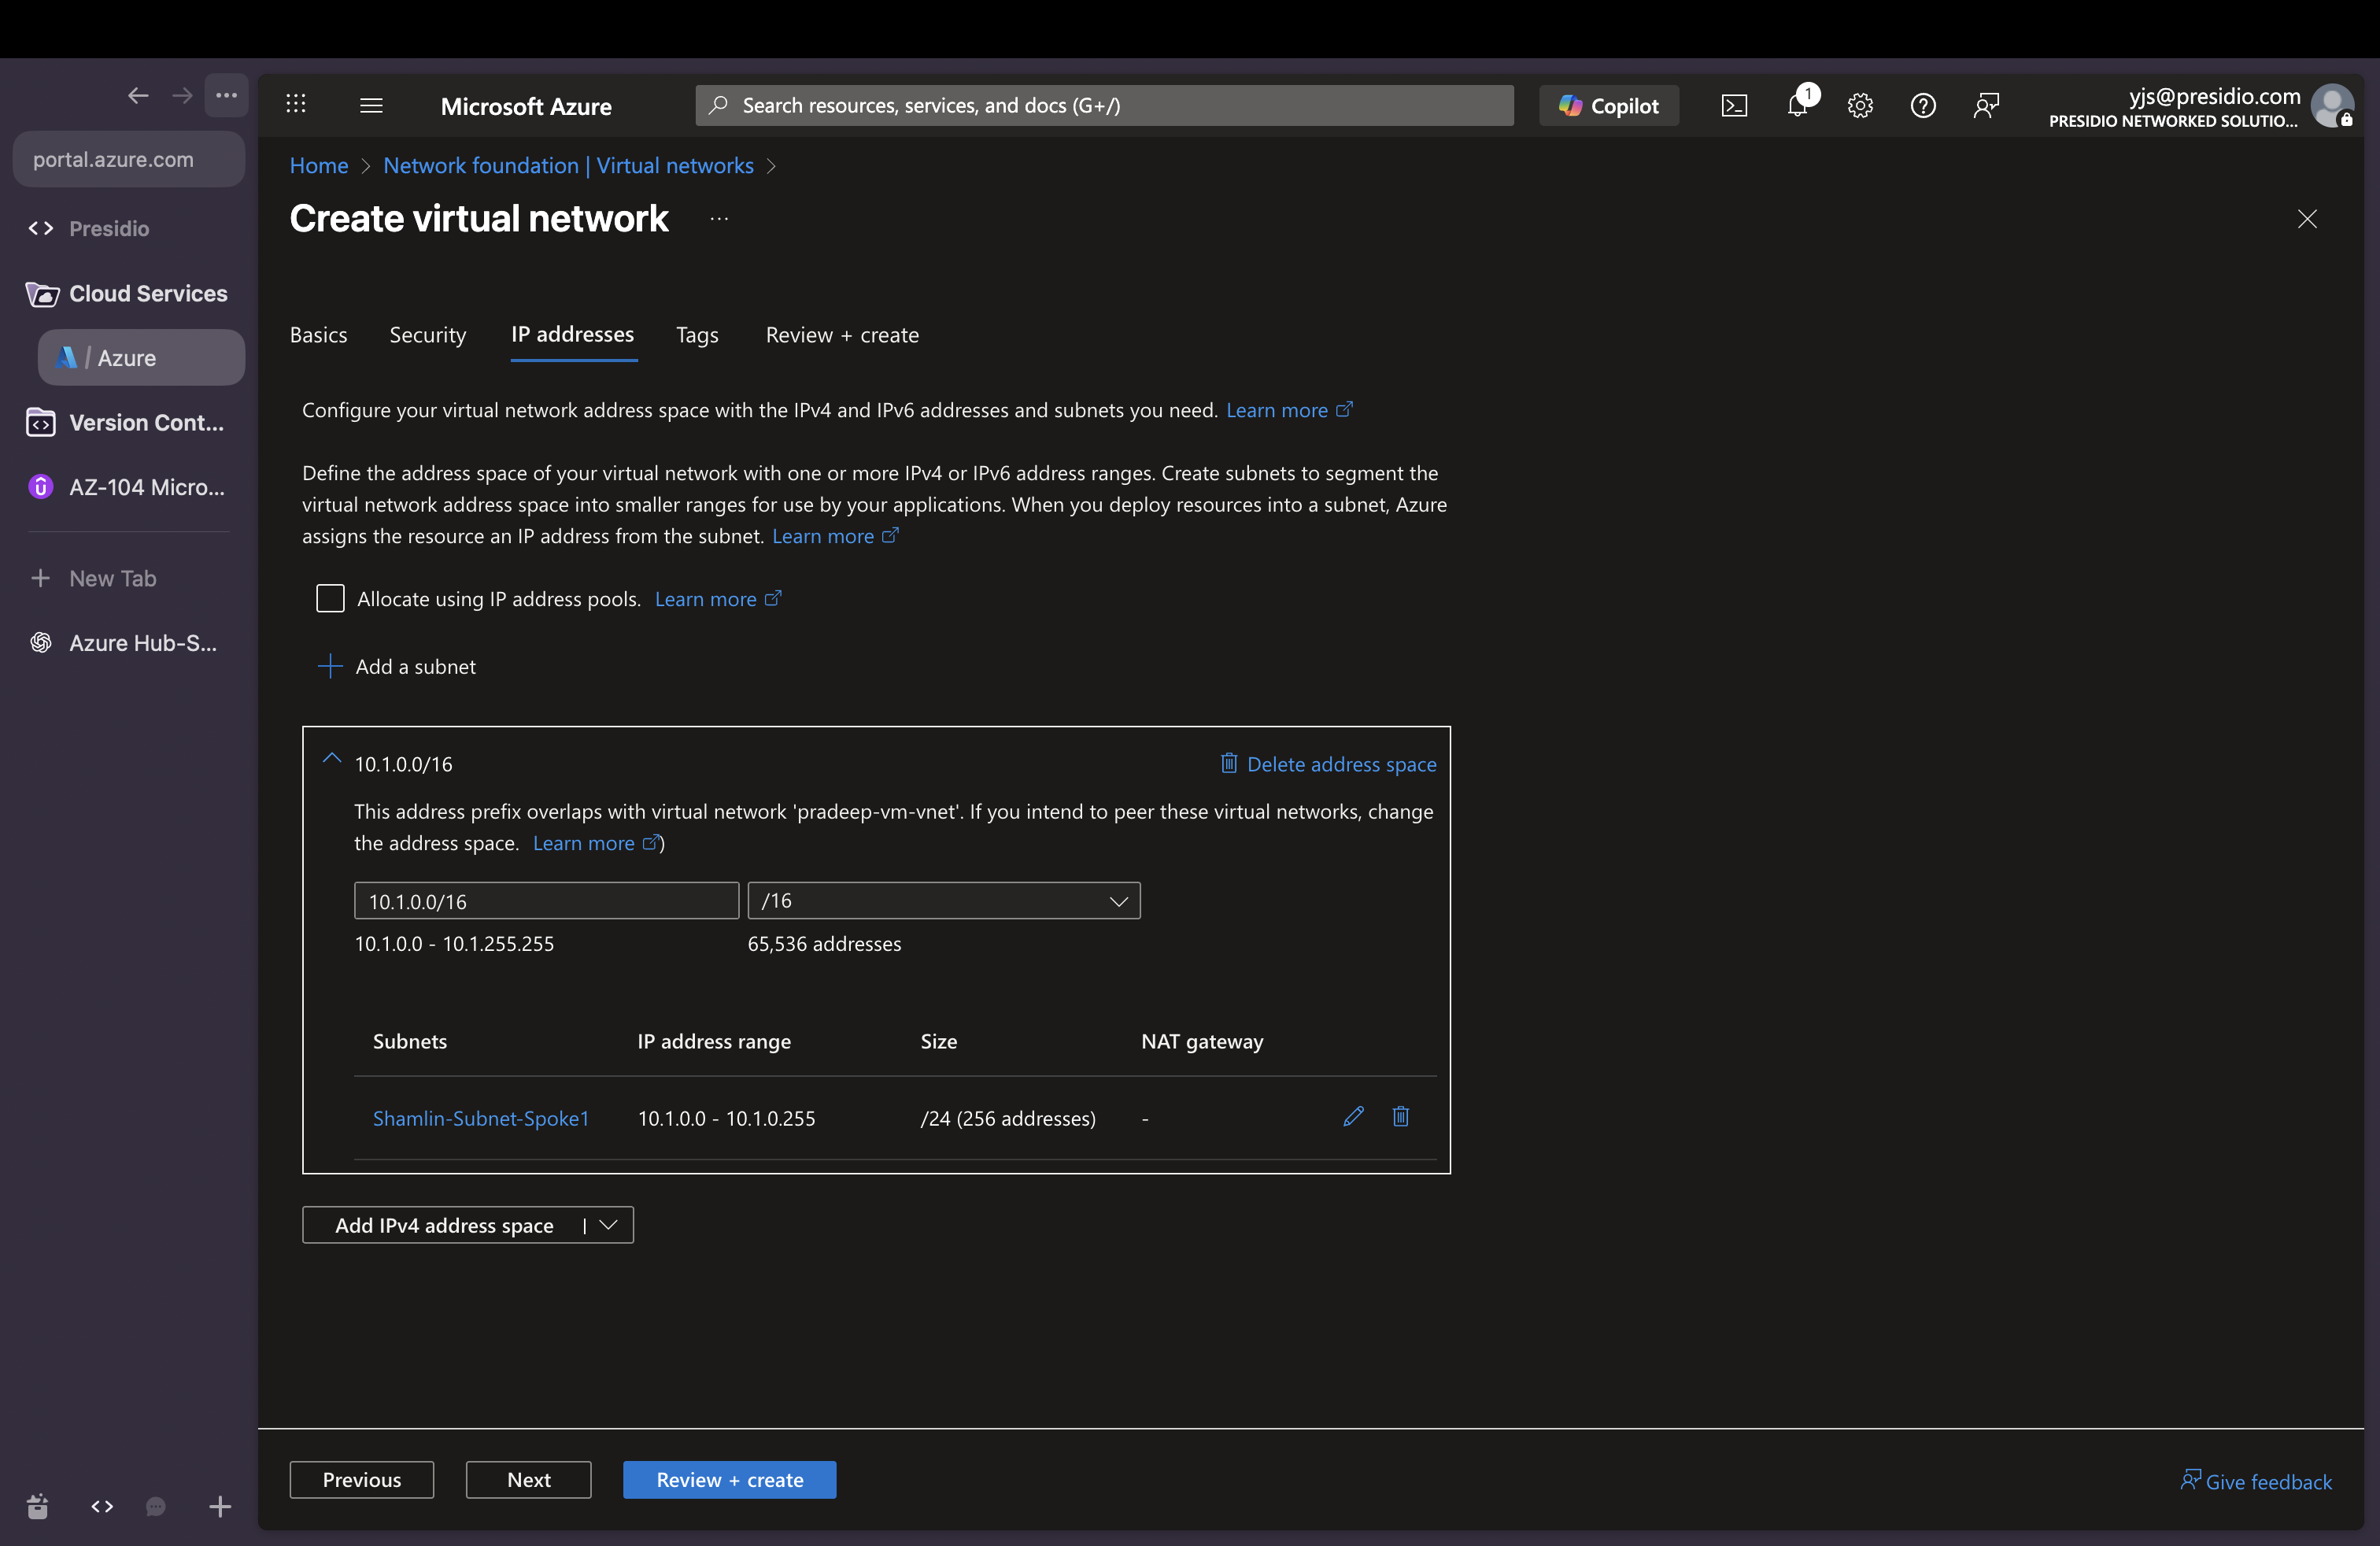 portal.azure.com
Presidio
Cloud Services
/ Azure
Version Cont...
AZ-104 Micro...
New Tab
Azure Hub-S...
Microsoft Azure
Search resources, services, and docs (G+/)
Copilot
1
yjs@presidio.com
PRESIDIO NETWORKED SOLUTIO...
Home > Network foundation | Virtual networks >
Create virtual network ...
Basics
Security
IP addresses
Tags
Review + create
Configure your virtual network address space with the IPv4 and IPv6 addresses and subnets you need. Learn more
Define the address space of your virtual network with one or more IPv4 or IPv6 address ranges. Create subnets to segment the
virtual network address space into smaller ranges for use by your applications. When you deploy resources into a subnet, Azure
assigns the resource an IP address from the subnet. Learn more
Allocate using IP address pools. Learn more
Add a subnet
10.1.0.0/16
Delete address space
This address prefix overlaps with virtual network 'pradeep-vm-vnet'. If you intend to peer these virtual networks, change
the address space. Learn more )
10.1.0.0/16
/16
10.1.0.0 - 10.1.255.255
65,536 addresses
Subnets
IP address range
Size
NAT gateway
Shamlin-Subnet-Spoke1
10.1.0.0 - 10.1.0.255
/24 (256 addresses)
-
Add IPv4 address space |
Previous
Next
Review + create
Give feedback